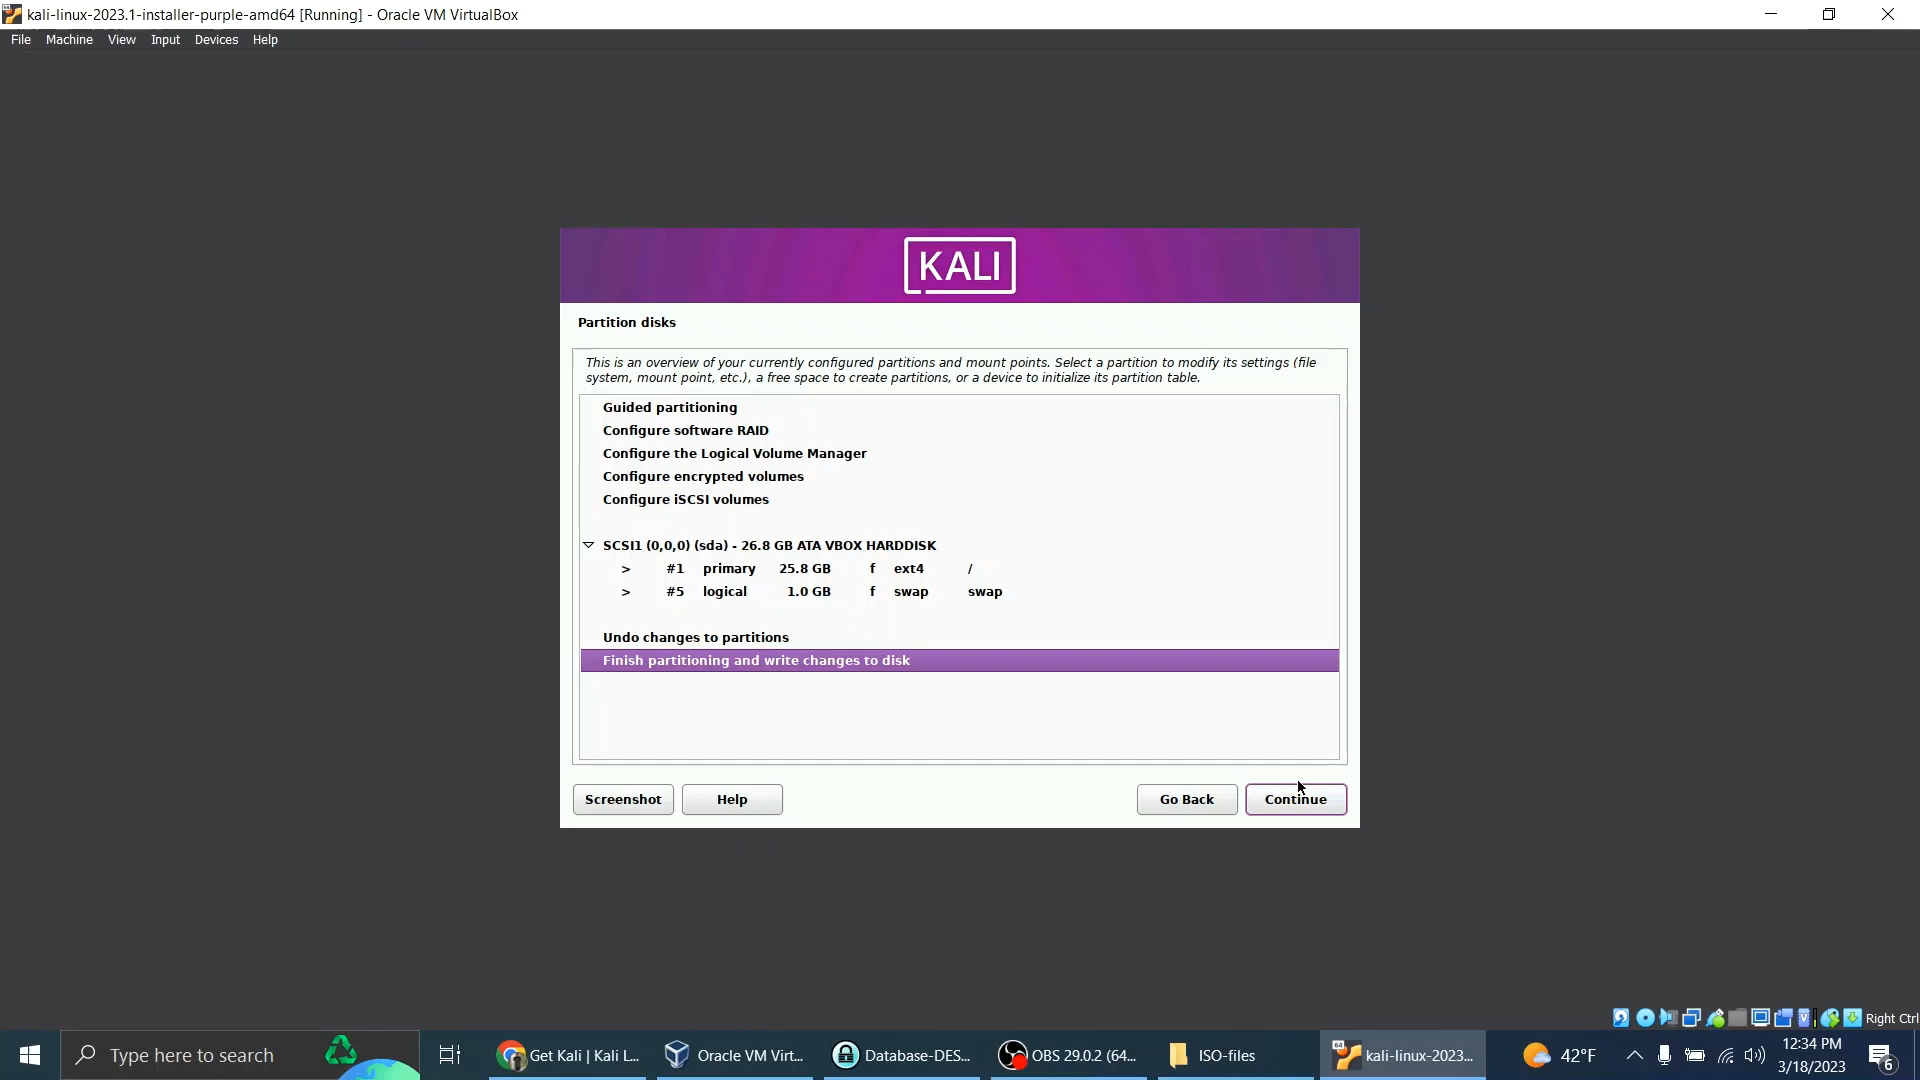 kali-linux-2023.1-installer-purple-amd64 [Running] - Oracle VM VirtualBox
File Machine View Input Devices Help
KALI
Partition disks
This is an overview of your currently configured partitions and mount points. Select a partition to modify its settings (file
system, mount point, etc.), a free space to create partitions, or a device to initialize its partition table.
Guided partitioning
Configure software RAID
Configure the Logical Volume Manager
Configure encrypted volumes
Configure iSCSI volumes
SCSI1 (0,0,0) (sda) - 26.8 GB ATA VBOX HARDDISK
> #1 primary 25.8 GB f ext4 /
> #5 logical 1.0 GB f swap swap
Undo changes to partitions
Finish partitioning and write changes to disk
Screenshot Help Go Back Continue
Right Ctrl
Type here to search
Get Kali | Kali L...
Oracle VM Virt...
Database-DES...
OBS 29.0.2 (64...
ISO-files
64
kali-linux-2023...
42°F
12:34 PM
3/18/2023
6